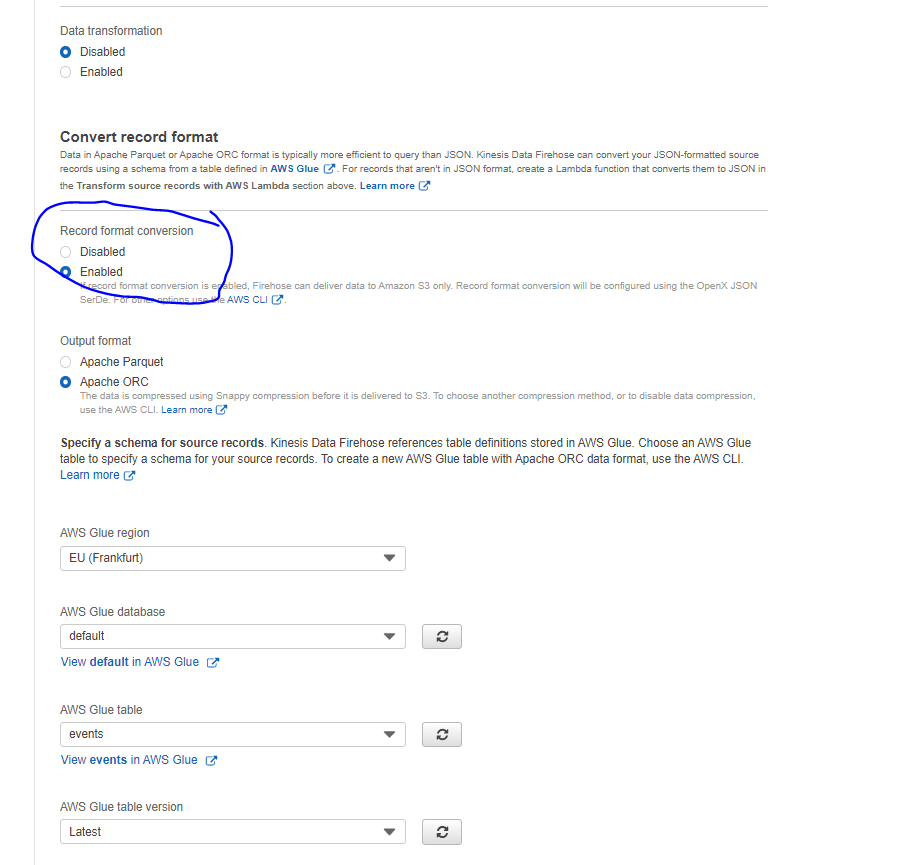 Data transformation
Disabled
Enabled
Convert record format
Data in Apache Parquet or Apache ORC format is typically more efficient to query than JSON. Kinesis Data Firehose can convert your JSON-formatted source
records using a schema from a table defined in AWS Glue . For records that aren't in JSON format, create a Lambda function that converts them to JSON in
the Transform source records with AWS Lambda section above. Learn more
Record format conversion
Disabled
Enabled
If record format conversion is enabled, Firehose can deliver data to Amazon S3 only. Record format conversion will be configured using the OpenX JSON
SerDe. For other options use the AWS CLI .
Output format
Apache Parquet
Apache ORC
The data is compressed using Snappy compression before it is delivered to S3. To choose another compression method, or to disable data compression,
use the AWS CLI. Learn more
Specify a schema for source records. Kinesis Data Firehose references table definitions stored in AWS Glue. Choose an AWS Glue
table to specify a schema for your source records. To create a new AWS Glue table with Apache ORC data format, use the AWS CLI.
Learn more
AWS Glue region
EU (Frankfurt)
AWS Glue database
default
View default in AWS Glue
AWS Glue table
events
View events in AWS Glue
AWS Glue table version
Latest